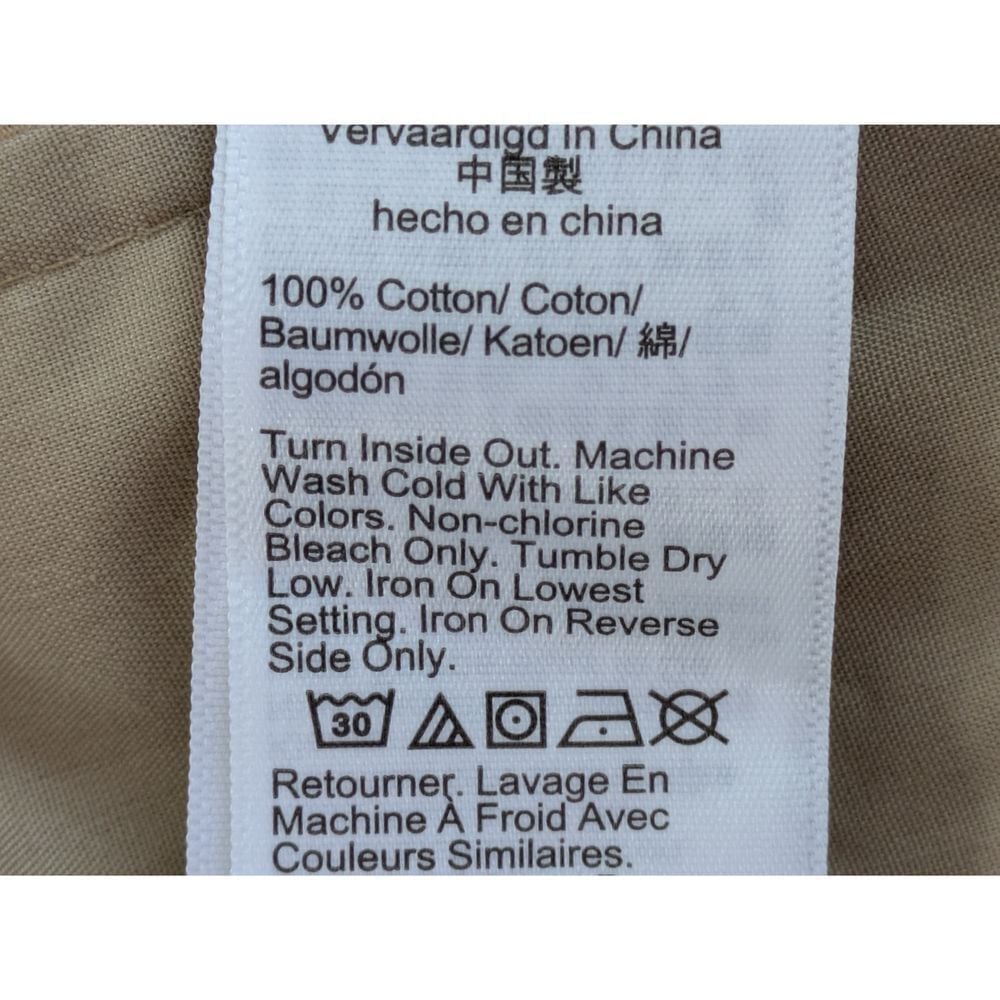 Vervaardigd In China
中国製
hecho en china
100% Cotton/ Coton/
Baumwolle/ Katoen/ 綿/
algodón
Turn Inside Out. Machine
Wash Cold With Like
Colors. Non-chlorine
Bleach Only. Tumble Dry
Low. Iron On Lowest
Setting. Iron On Reverse
Side Only.
30
Retourner. Lavage En
Machine À Froid Avec
Couleurs Similaires.